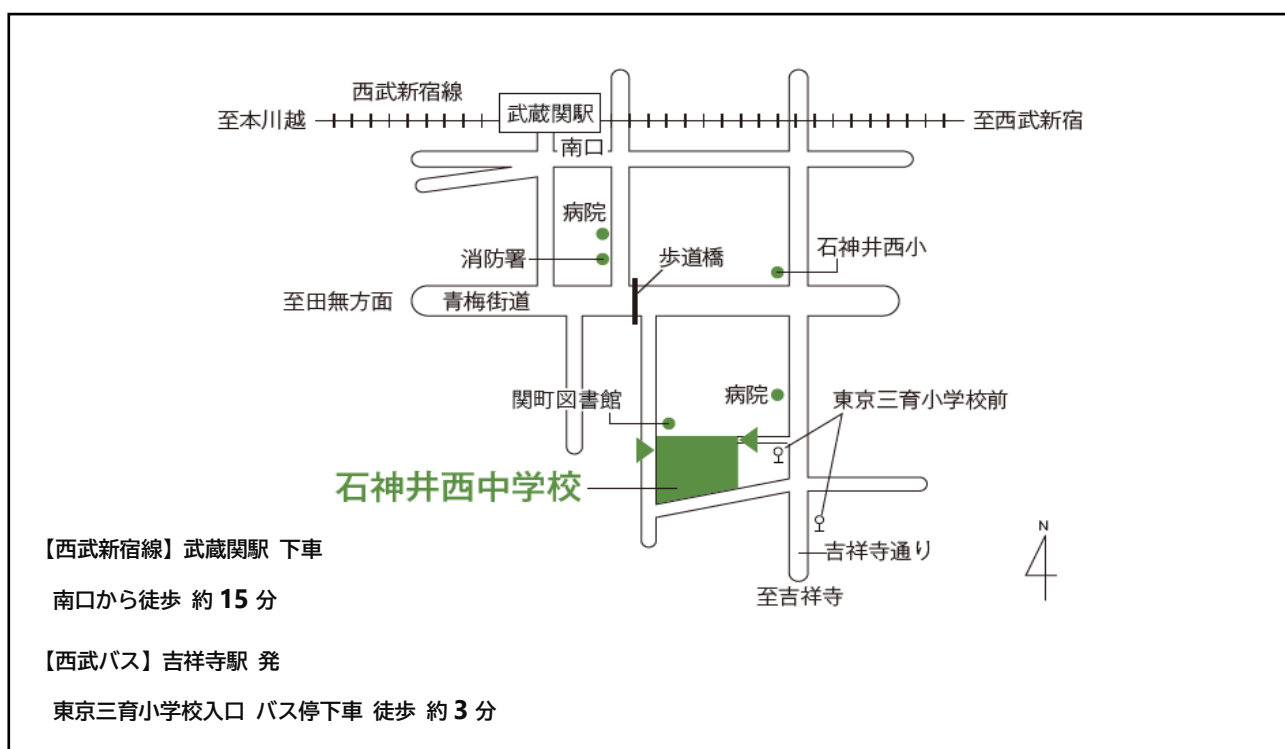 西武新宿線
至本川越
武蔵関駅
至西武新宿
南口
病院
消防署
歩道橋
石神井西小
至田無方面
青梅街道
関町図書館
病院
東京三育小学校前
石神井西中学校
吉祥寺通り
至吉祥寺
N
【西武新宿線】武蔵関駅 下車
南口から徒歩 約 15 分
【西武バス】吉祥寺駅 発
東京三育小学校入口 バス停下車 徒歩 約 3 分